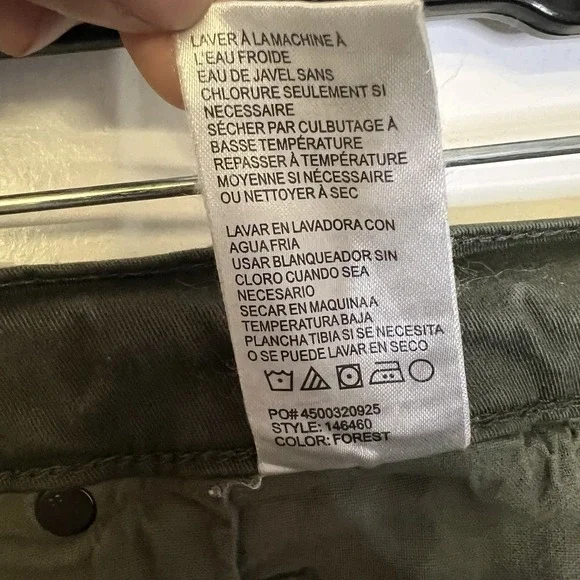 LAVER À LA MACHINE À
L'EAU FROIDE
EAU DE JAVEL SANS
CHLORURE SEULEMENT SI
NECESSAIRE
SÉCHER PAR CULBUTAGE À
BASSE TEMPÉRATURE
REPASSER À TEMPÉRATURE
MOYENNE SI NÉCESSAIRE
OU NETTOYER À SEC
LAVAR EN LAVADORA CON
AGUA FRIA
USAR BLANQUEADOR SIN
CLORO CUANDO SEA
NECESARIO
SECAR EN MAQUINA A
TEMPERATURA BAJA
PLANCHA TIBIA SI SE NECESITA
O SE PUEDE LAVAR EN SECO
PO# 4500320925
STYLE: 146460
COLOR: FOREST